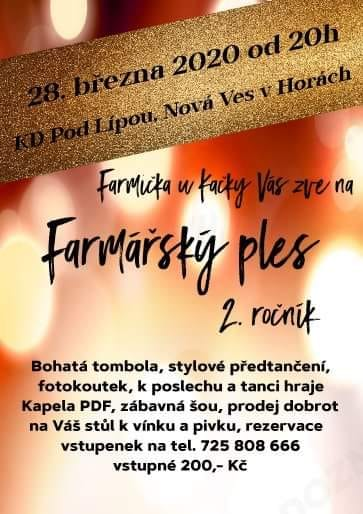 28. března 2020 od 20h
KD Pod Lípou, Nová Ves v Horách
Farmička u Kačky Vás zve na
Farmářský ples
2. ročník
Bohatá tombola, stylové předtančení,
fotokoutek, k poslechu a tanci hraje
Kapela PDF, zábavná šou, prodej dobrot
na Váš stůl k vínku a pivku, rezervace
vstupenek na tel. 725 808 666
vstupné 200,- Kč